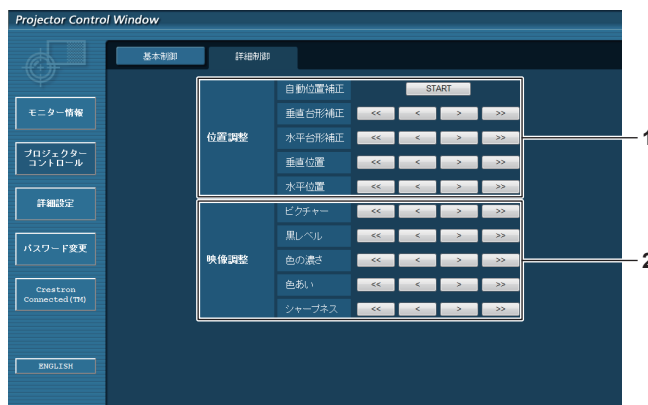 Projector Control Window
基本制御 詳細制御
モニター情報
プロジェクター
コントロール
詳細設定
パスワード変更
Crestron
Connected(TM)
ENGLISH
位置調整
自動位置補正 START
垂直台形補正 << < > >>
水平台形補正 << < > >>
垂直位置 << < > >>
水平位置 << < > >>
1
映像調整
ピクチャー << < > >>
黒レベル << < > >>
色の濃さ << < > >>
色あい << < > >>
シャープネス << < > >>
2